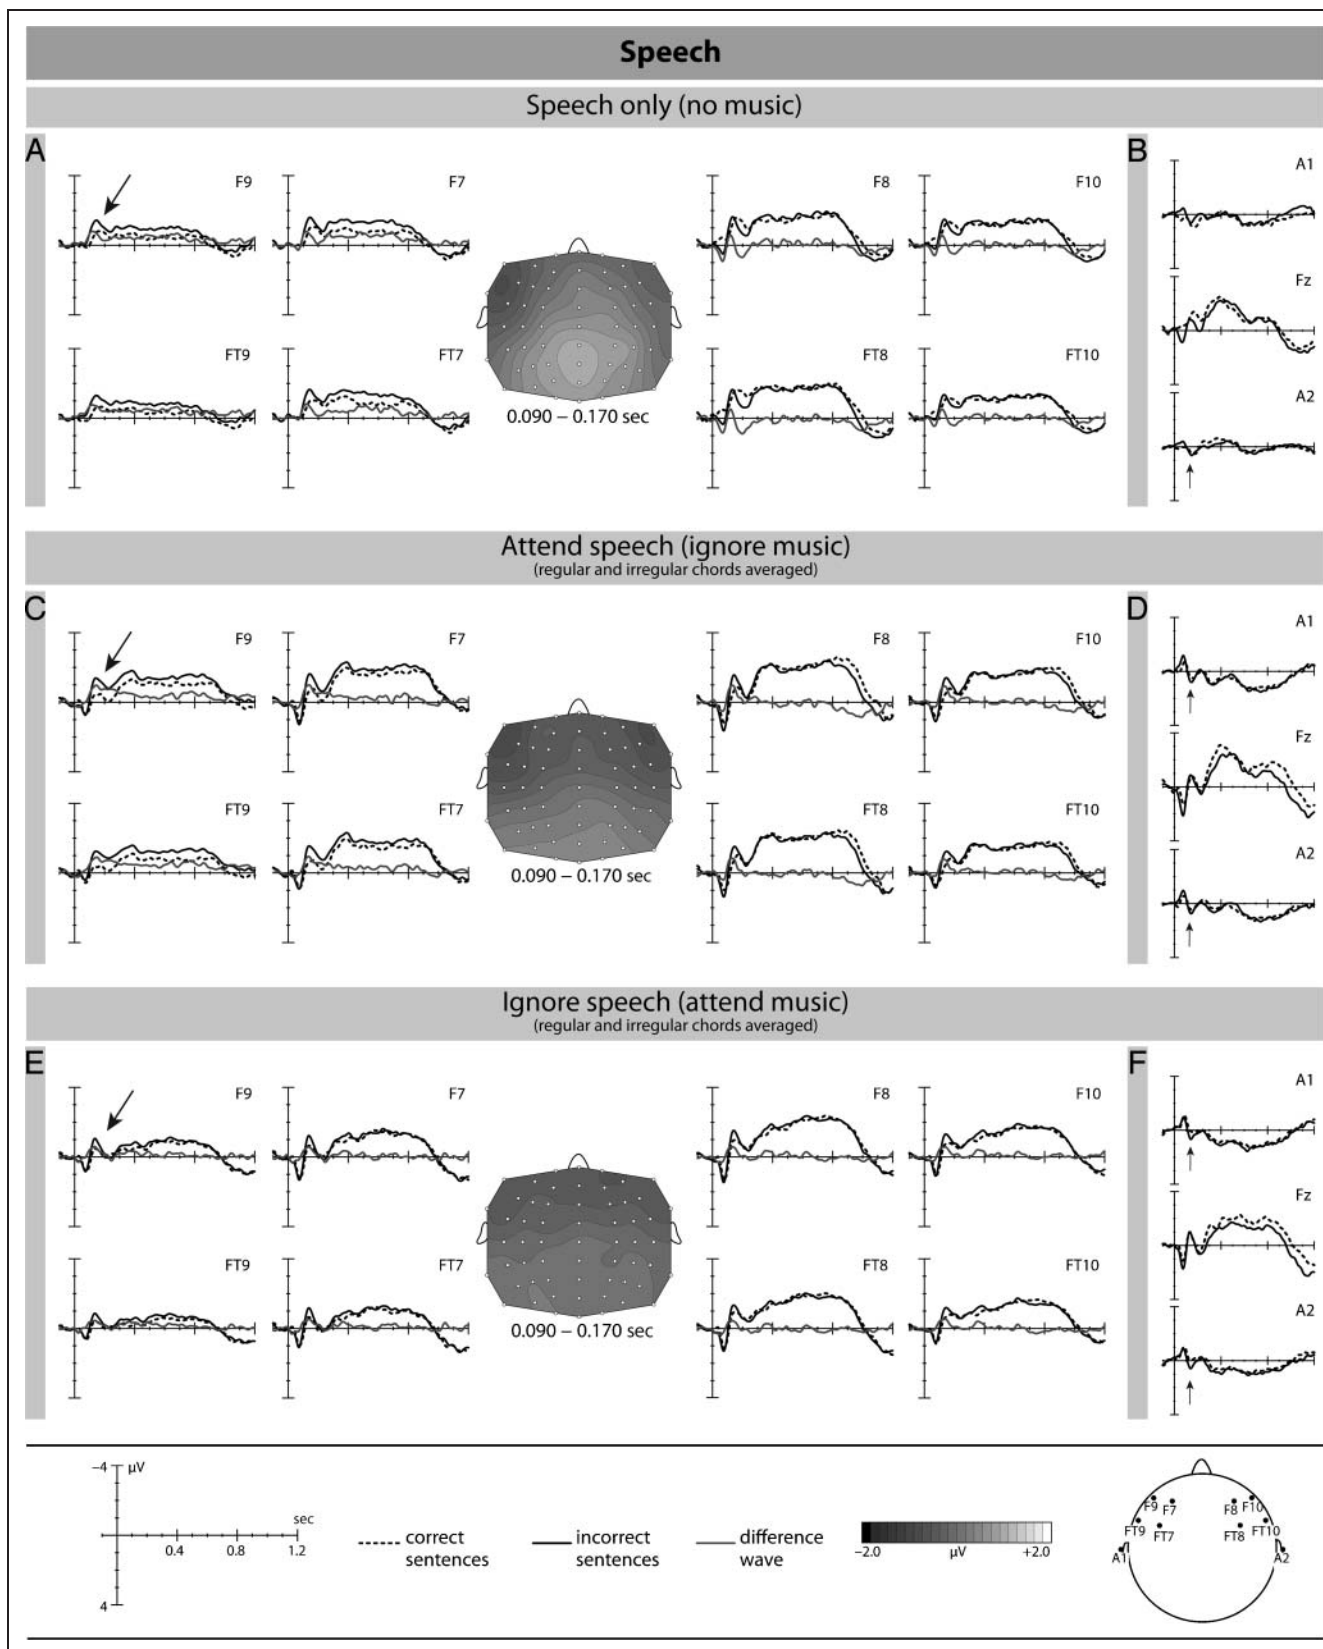 Speech
Speech only (no music)
A
F9
F7
F8
F10
B
A1
Fz
A2
FT9
FT7
FT8
FT10
0.090 – 0.170 sec
Attend speech (ignore music)
(regular and irregular chords averaged)
C
F9
F7
F8
F10
D
A1
Fz
A2
FT9
FT7
FT8
FT10
0.090 – 0.170 sec
Ignore speech (attend music)
(regular and irregular chords averaged)
E
F9
F7
F8
F10
F
A1
Fz
A2
FT9
FT7
FT8
FT10
0.090 – 0.170 sec
−4 µV
sec
0.4 0.8 1.2
4
correct
sentences
incorrect
sentences
difference
wave
−2.0 µV +2.0
F9 F7 F8 F10
FT9 FT7 FT8 FT10
A1 A2